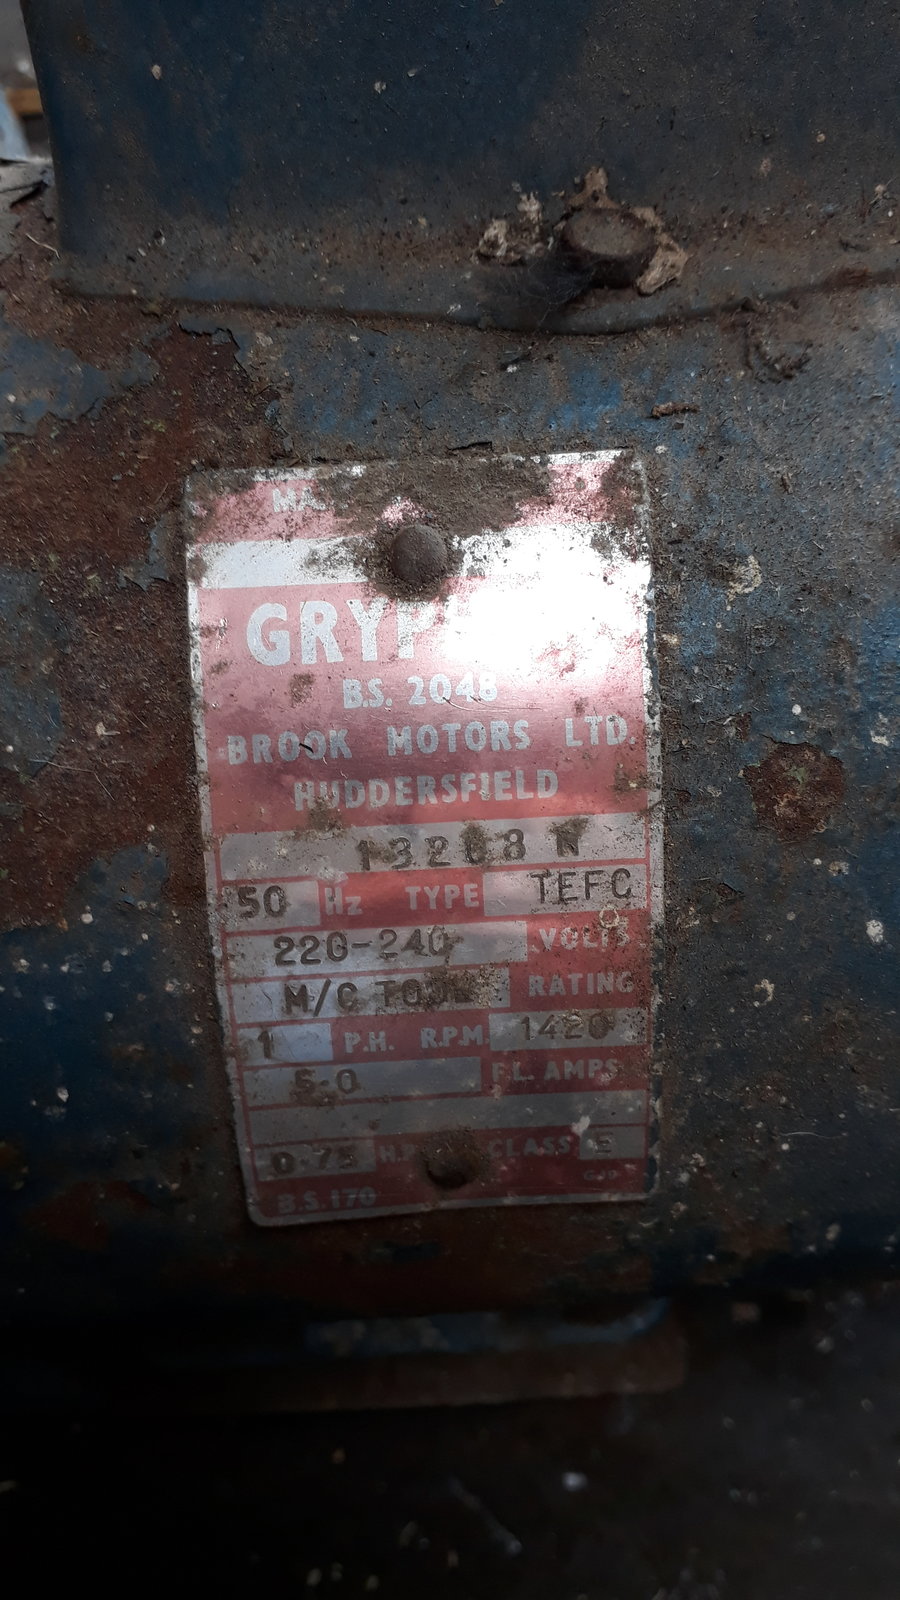 MA
GRYP
B.S. 2048
BROOK MOTORS LTD
HUDDERSFIELD
50 Hz TYPE TEFC
220-240 VOLTS
M/C RATING
1 P.H. R.P.M. 1420
5.0 F.L. AMPS
0.75 H.P. CLASS E
B.S. 170